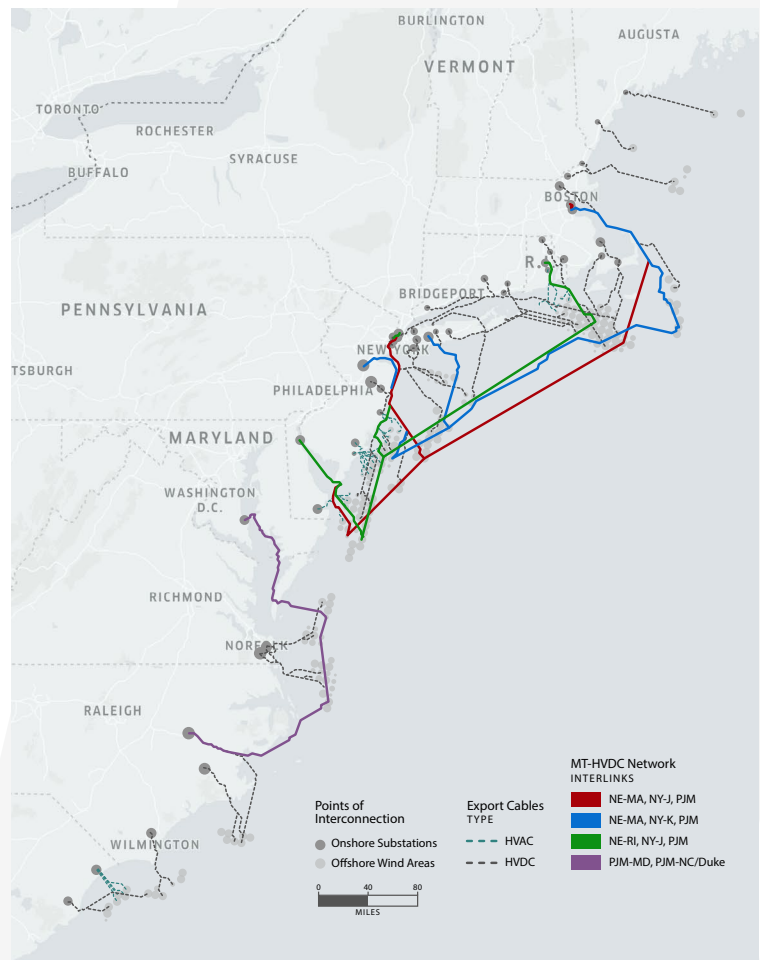 BURLINGTON
AUGUSTA
VERMONT
TORONTO
ROCHESTER
SYRACUSE
BUFFALO
BOSTON
R.I.
BRIDGEPORT
PENNSYLVANIA
NEW YORK
TSBURGH
PHILADELPHIA
MARYLAND
WASHINGTON
D.C.
RICHMOND
NORFOLK
RALEIGH
WILMINGTON
Points of
Interconnection
Onshore Substations
Offshore Wind Areas
0 40 80
MILES
Export Cables
TYPE
HVAC
HVDC
MT-HVDC Network
INTERLINKS
NE-MA, NY-J, PJM
NE-MA, NY-K, PJM
NE-RI, NY-J, PJM
PJM-MD, PJM-NC/Duke